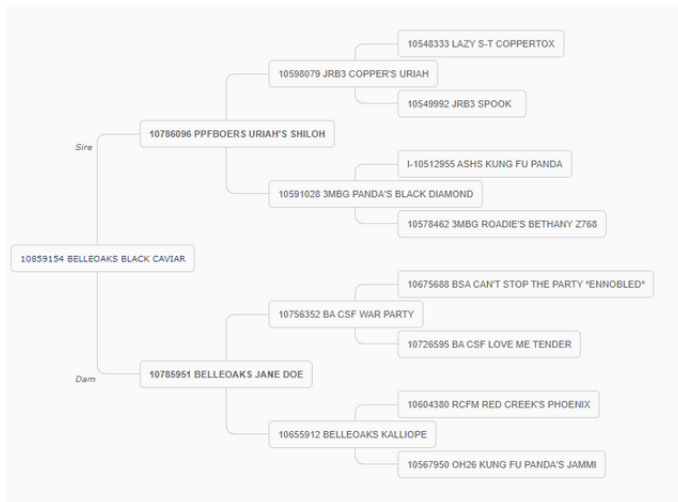 10548333 LAZY S-T COPPERTOX
10598079 JRB3 COPPER'S URIAH
10549992 JRB3 SPOOK
10786096 PPFBOERS URIAH'S SHILOH
Sire
I-10512955 ASHS KUNG FU PANDA
10591028 3MBG PANDA'S BLACK DIAMOND
10578462 3MBG ROADIE'S BETHANY Z768
10859154 BELLEOAKS BLACK CAVIAR
10675688 BSA CAN'T STOP THE PARTY *ENNOBLED*
10756352 BA CSF WAR PARTY
10726595 BA CSF LOVE ME TENDER
10785951 BELLEOAKS JANE DOE
Dam
10604380 RCFM RED CREEK'S PHOENIX
10655912 BELLEOAKS KALLIOPE
10567950 OH26 KUNG FU PANDA'S JAMMI